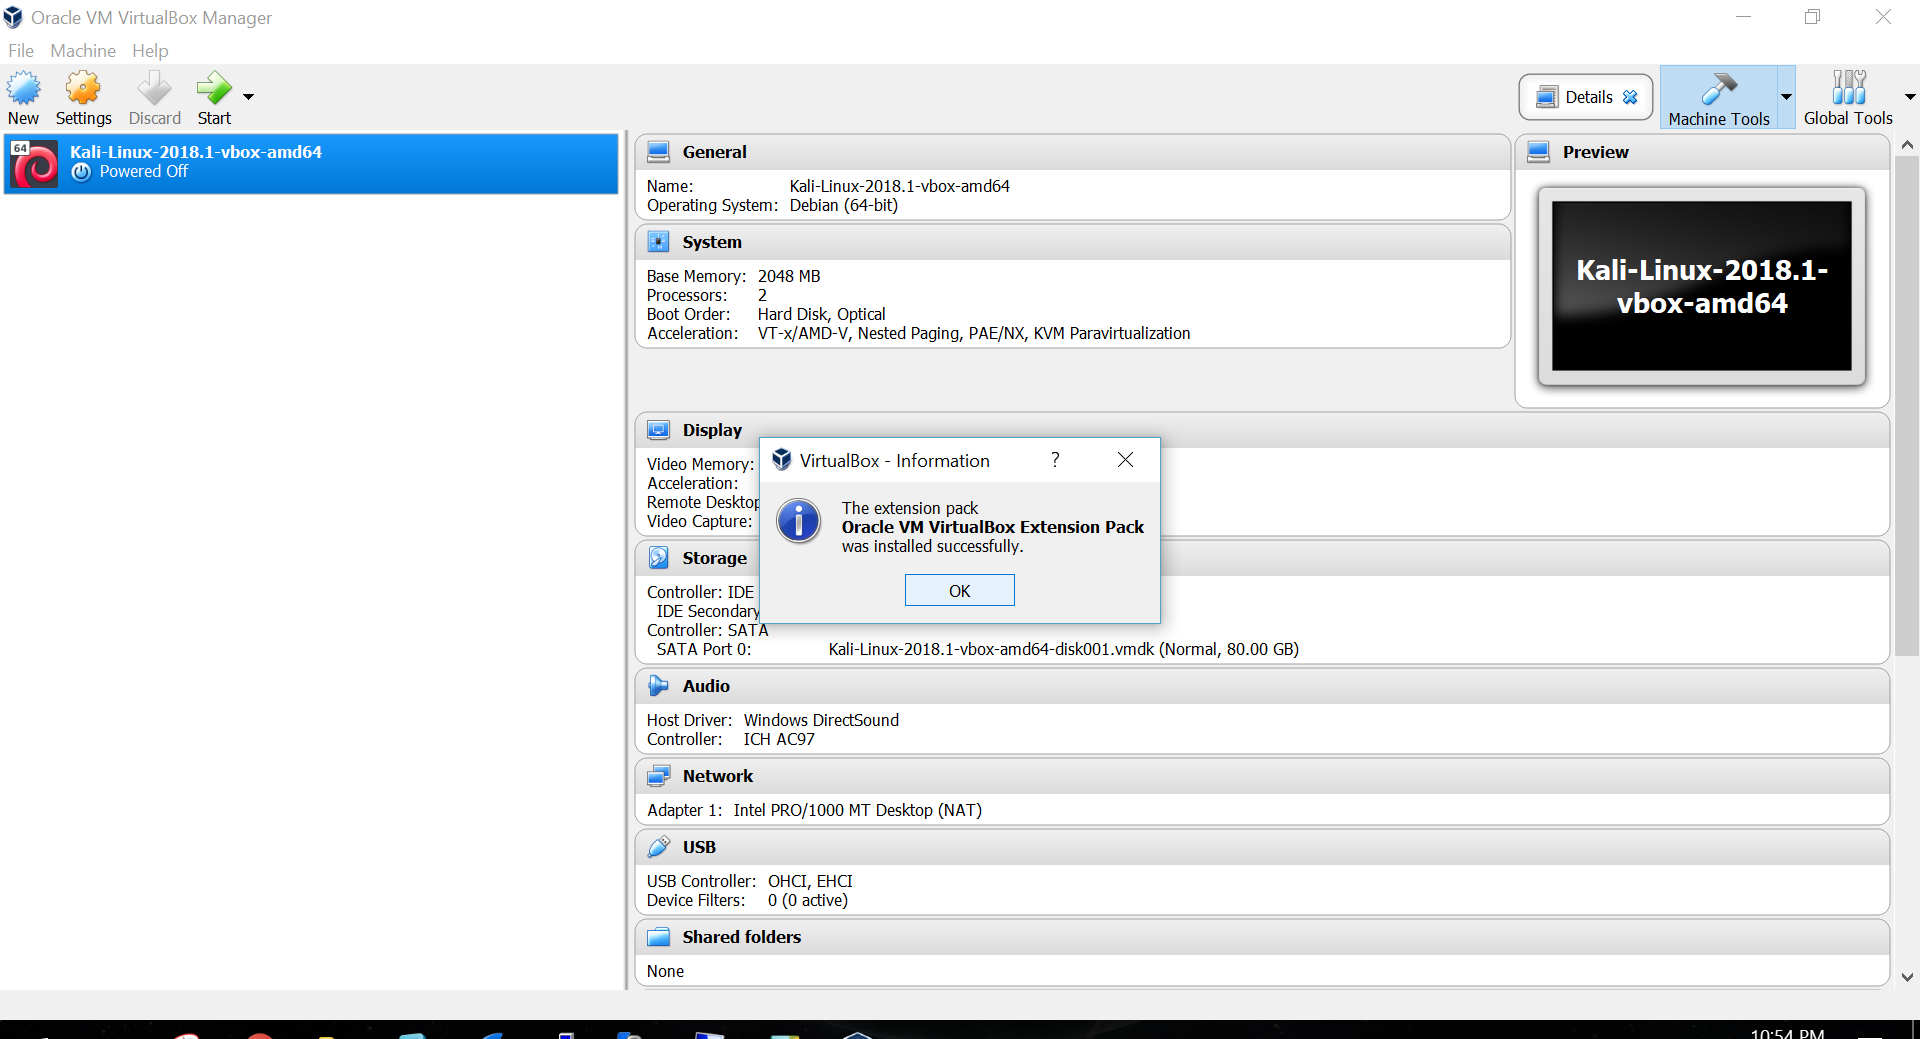 Oracle VM VirtualBox Manager
File Machine Help
New Settings Discard Start
Details Machine Tools Global Tools
64
Kali-Linux-2018.1-vbox-amd64
Powered Off
General
Name: Kali-Linux-2018.1-vbox-amd64
Operating System: Debian (64-bit)
System
Base Memory: 2048 MB
Processors: 2
Boot Order: Hard Disk, Optical
Acceleration: VT-x/AMD-V, Nested Paging, PAE/NX, KVM Paravirtualization
Preview
Kali-Linux-2018.1-
vbox-amd64
Display
Video Memory:
Acceleration:
Remote Desktop
Video Capture:
VirtualBox - Information ?
The extension pack
Oracle VM VirtualBox Extension Pack
was installed successfully.
OK
Storage
Controller: IDE
IDE Secondary
Controller: SATA
SATA Port 0: Kali-Linux-2018.1-vbox-amd64-disk001.vmdk (Normal, 80.00 GB)
Audio
Host Driver: Windows DirectSound
Controller: ICH AC97
Network
Adapter 1: Intel PRO/1000 MT Desktop (NAT)
USB
USB Controller: OHCI, EHCI
Device Filters: 0 (0 active)
Shared folders
None
10:54 PM